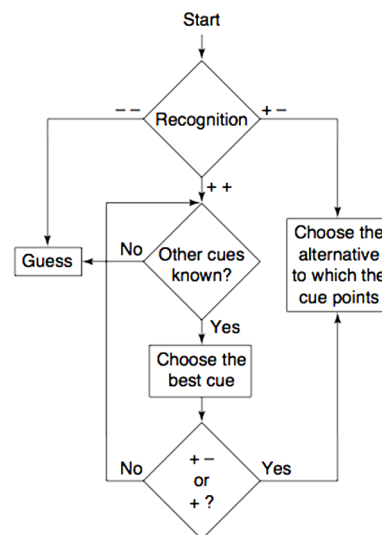 Start
– –
Recognition
+ –
+ +
Guess
No
Other cues
known?
Choose the
alternative
to which the
cue points
Yes
Choose the
best cue
No
+ –
or
+ ?
Yes